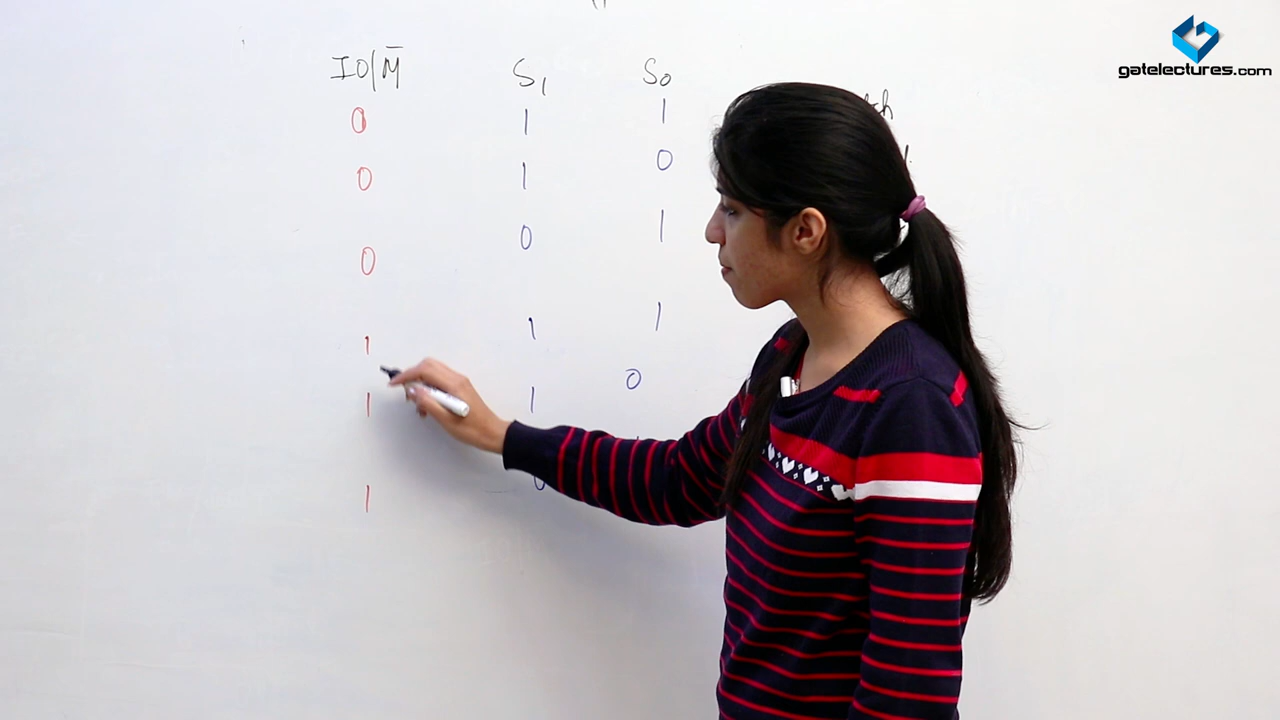 gatelectures.com
IO/M̅ S1 S0
0 1 1
0 1 0
0 0 1
1 1 1
1 1 0
1 0